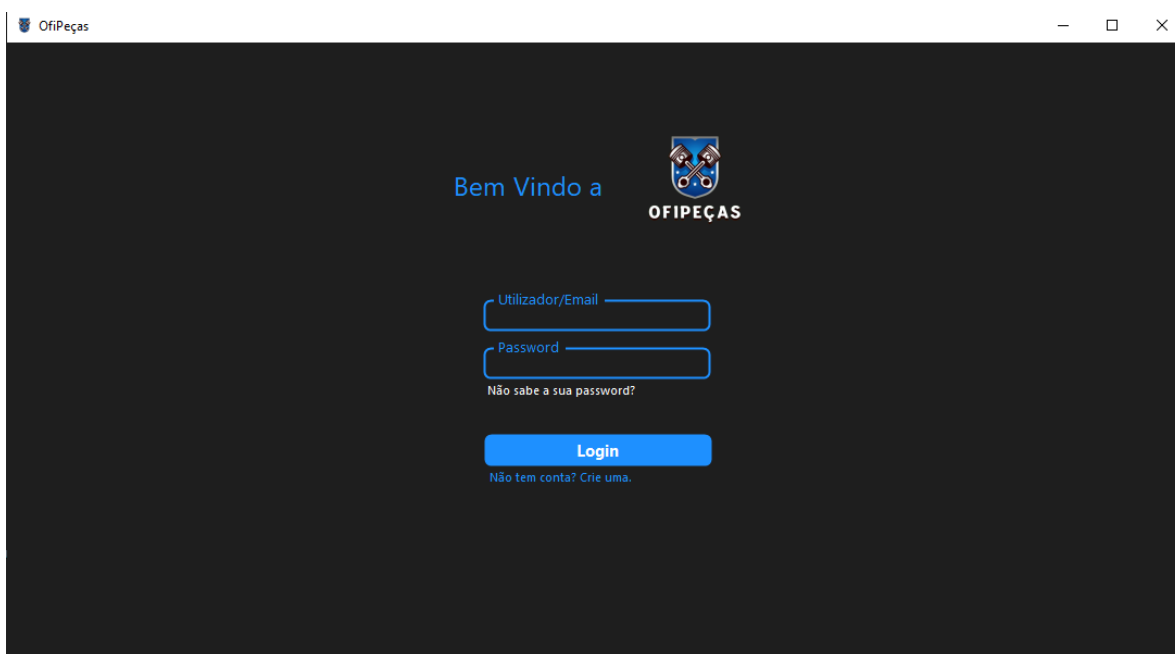 OfiPeças
Bem Vindo a
OFIPEÇAS
Utilizador/Email
Password
Não sabe a sua password?
Login
Não tem conta? Crie uma.